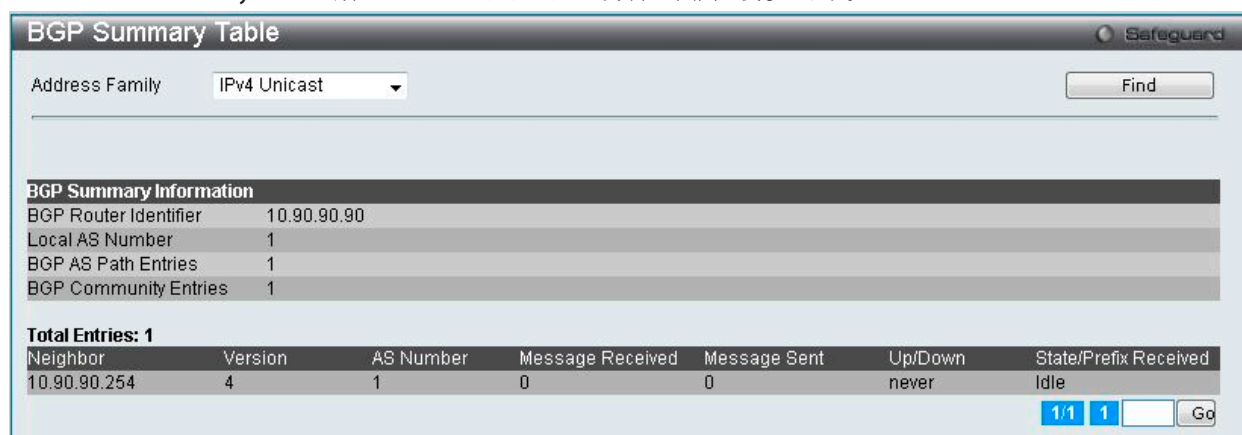 BGP Summary Table
Safeguard
Address Family IPv4 Unicast Find
BGP Summary Information
BGP Router Identifier 10.90.90.90
Local AS Number 1
BGP AS Path Entries 1
BGP Community Entries 1
Total Entries: 1
Neighbor Version AS Number Message Received Message Sent Up/Down State/Prefix Received
10.90.90.254 4 1 0 0 never Idle
1/1 1 Go